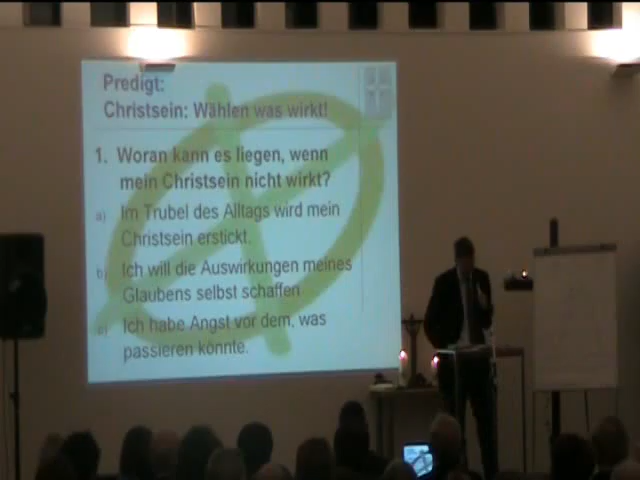 Predigt:
Christsein: Wählen was wirkt!
1. Woran kann es liegen, wenn
mein Christsein nicht wirkt?
a) Im Trubel des Alltags wird mein
Christsein erstickt.
b) Ich will die Auswirkungen meines
Glaubens selbst schaffen
c) Ich habe Angst vor dem, was
passieren könnte.